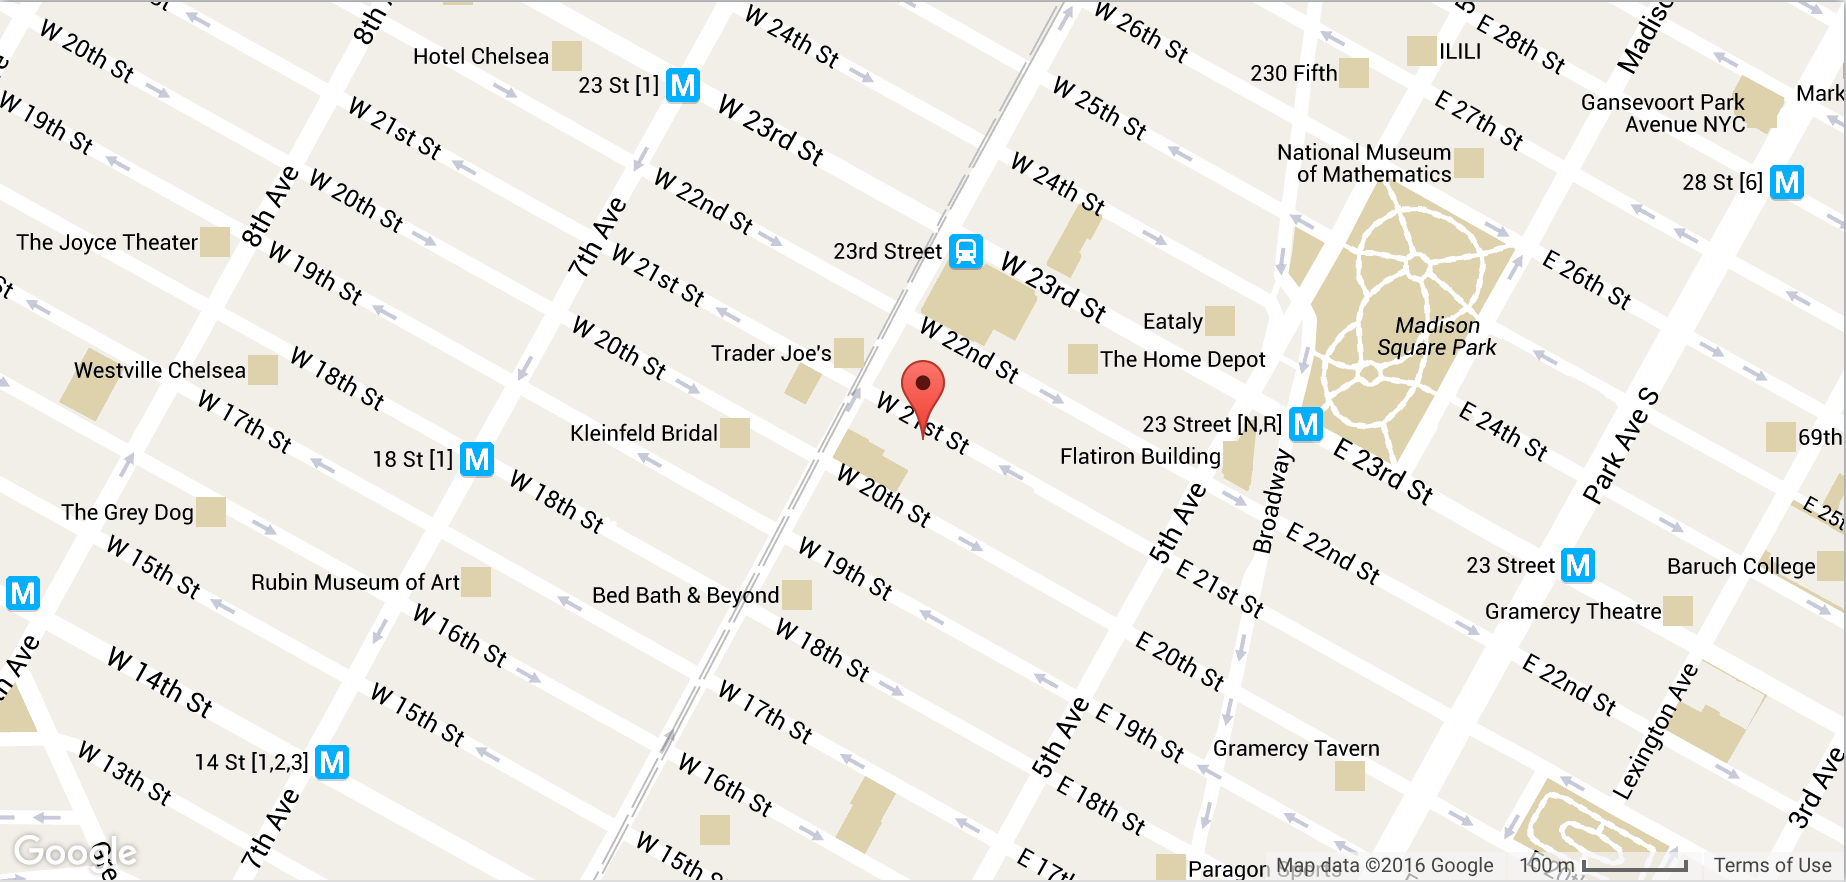 W 20th St
8th
Hotel Chelsea
23 St [1]
W 24th St
W 26th St
E 28th St
Madiso
ILILI
230 Fifth
W 19th St
W 21st St
W 23rd St
W 25th St
E 27th St
Gansevoort Park
Avenue NYC
Mark
National Museum
of Mathematics
28 St [6]
8th Ave
W 20th St
W 22nd St
W 24th St
The Joyce Theater
7th Ave
W 19th St
W 21st St
23rd Street
W 23rd St
E 26th St
St
W 20th St
Eataly
Madison
Square Park
Westville Chelsea
W 18th St
Trader Joe's
W 22nd St
The Home Depot
W 17th St
Kleinfeld Bridal
W 21st St
23 Street [N,R]
Flatiron Building
E 23rd St
E 24th St
Park Ave S
69th
18 St [1]
W 18th St
W 20th St
5th Ave
Broadway
E 22nd St
E 25t
The Grey Dog
W 15th St
Rubin Museum of Art
Bed Bath & Beyond
W 19th St
E 21st St
23 Street
Baruch College
Gramercy Theatre
W 16th St
W 18th St
E 20th St
E 22nd St
Lexington Ave
h Ave
W 14th St
W 15th St
W 17th St
5th Ave
E 19th St
Gramercy Tavern
3rd Ave
W 13th St
14 St [1,2,3]
7th Ave
W 16th St
E 18th St
W 15th S
E 17t
Gre
Google
Paragon Sports
E 20th
Map data ©2016 Google
100 m
Terms of Use